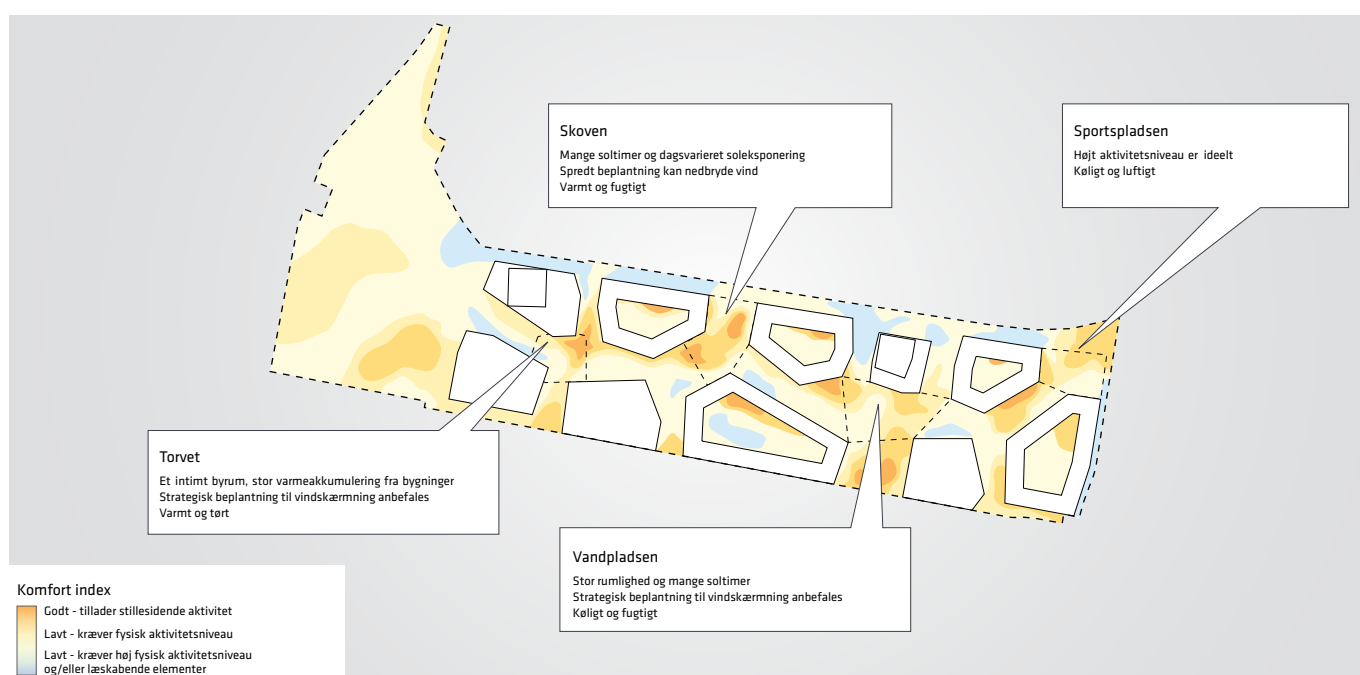 Skoven
Mange soltimer og dagsvarieret soleksponering
Spredt beplantning kan nedbryde vind
Varmt og fugtigt
Sportspladsen
Højt aktivitetsniveau er ideelt
Køligt og luftigt
Torvet
Et intimt byrum, stor varmeakkumulering fra bygninger
Strategisk beplantning til vindskærmning anbefales
Varmt og tørt
Vandpladsen
Stor rumlighed og mange soltimer
Strategisk beplantning til vindskærmning anbefales
Køligt og fugtigt
Komfort index
Godt - tillader stillesidende aktivitet
Lavt - kræver fysisk aktivitetsniveau
Lavt - kræver høj fysisk aktivitetsniveau
og/eller læskabende elementer